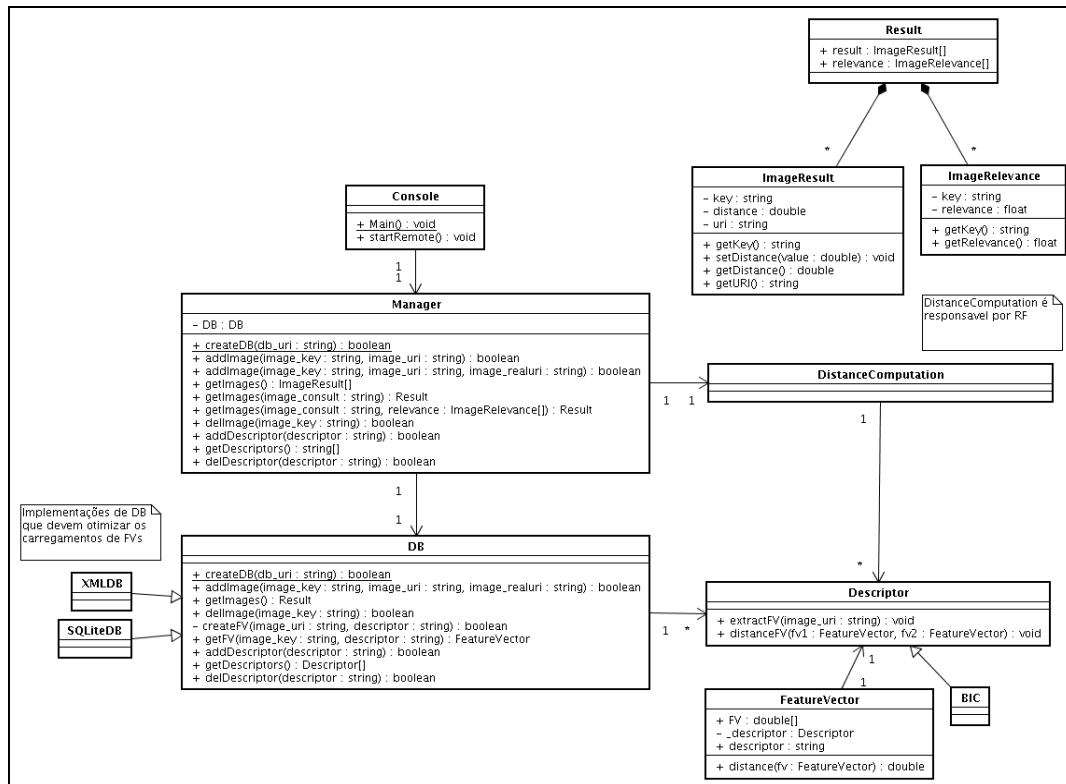 Result
+ result : ImageResult[]
+ relevance : ImageRelevance[]
*
*
ImageResult
– key : string
– distance : double
– uri : string
+ getKey() : string
+ setDistance(value : double) : void
+ getDistance() : double
+ getURI() : string
ImageRelevance
– key : string
– relevance : float
+ getKey() : string
+ getRelevance() : float
Console
+ Main() : void
+ startRemote() : void
1
1
Manager
– DB : DB
+ createDB(db_uri : string) : boolean
+ addImage(image_key : string, image_uri : string) : boolean
+ addImage(image_key : string, image_uri : string, image_realuri : string) : boolean
+ getImages() : ImageResult[]
+ getImages(image_consult : string) : Result
+ getImages(image_consult : string, relevance : ImageRelevance[]) : Result
+ delImage(image_key : string) : boolean
+ addDescriptor(descriptor : string) : boolean
+ getDescriptors() : string[]
+ delDescriptor(descriptor : string) : boolean
DistanceComputation é
responsavel por RF
1
1
DistanceComputation
1
*
1
1
Implementações de DB
que devem otimizar os
carregamentos de FVs
XMLDB
SQLiteDB
DB
+ createDB(db_uri : string) : boolean
+ addImage(image_key : string, image_uri : string, image_realuri : string) : boolean
+ getImages() : Result
+ delImage(image_key : string) : boolean
– createFV(image_uri : string, descriptor : string) : boolean
+ getFV(image_key : string, descriptor : string) : FeatureVector
+ addDescriptor(descriptor : string) : boolean
+ getDescriptors() : Descriptor[]
+ delDescriptor(descriptor : string) : boolean
1
*
Descriptor
+ extractFV(image_uri : string) : void
+ distanceFV(fv1 : FeatureVector, fv2 : FeatureVector) : void
1
1
FeatureVector
+ FV : double[]
– _descriptor : Descriptor
+ descriptor : string
+ distance(fv : FeatureVector) : double
BIC